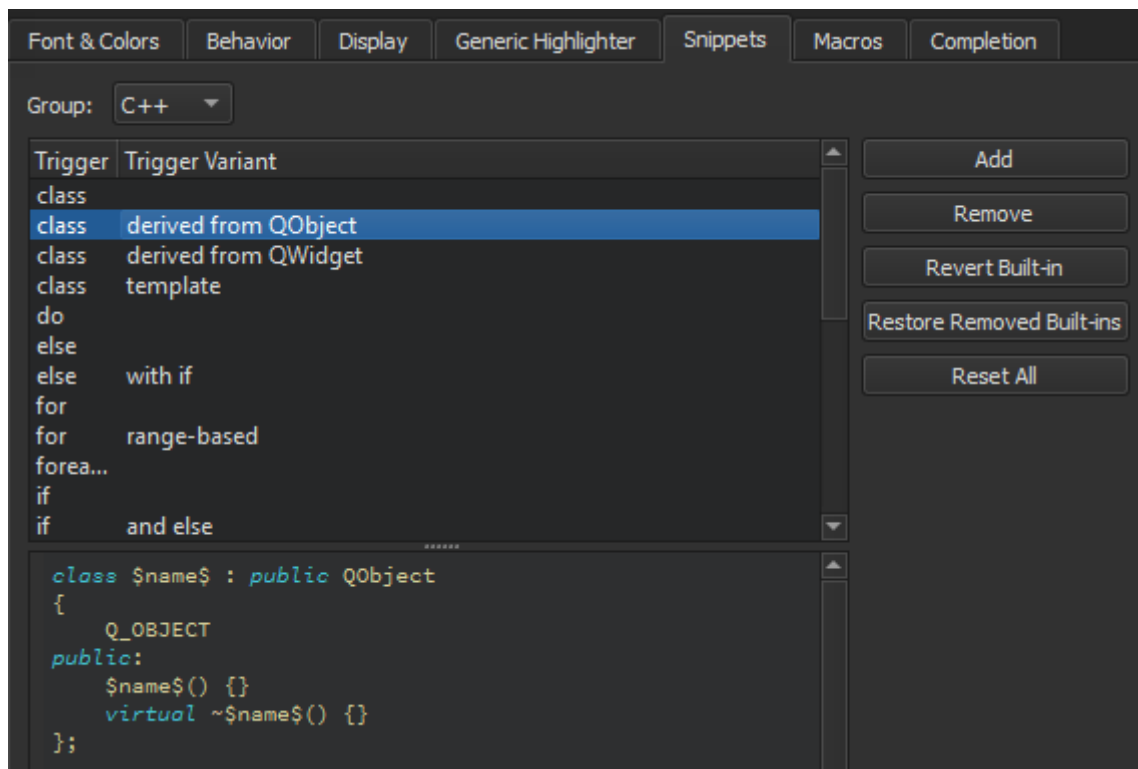 Font & Colors Behavior Display Generic Highlighter Snippets Macros Completion
Group: C++
Trigger Trigger Variant
class
class derived from QObject
class derived from QWidget
class template
do
else
else with if
for
for range-based
forea...
if
if and else
Add
Remove
Revert Built-in
Restore Removed Built-ins
Reset All
class $name$ : public QObject
{
    Q_OBJECT
public:
    $name$() {}
    virtual ~$name$() {}
};